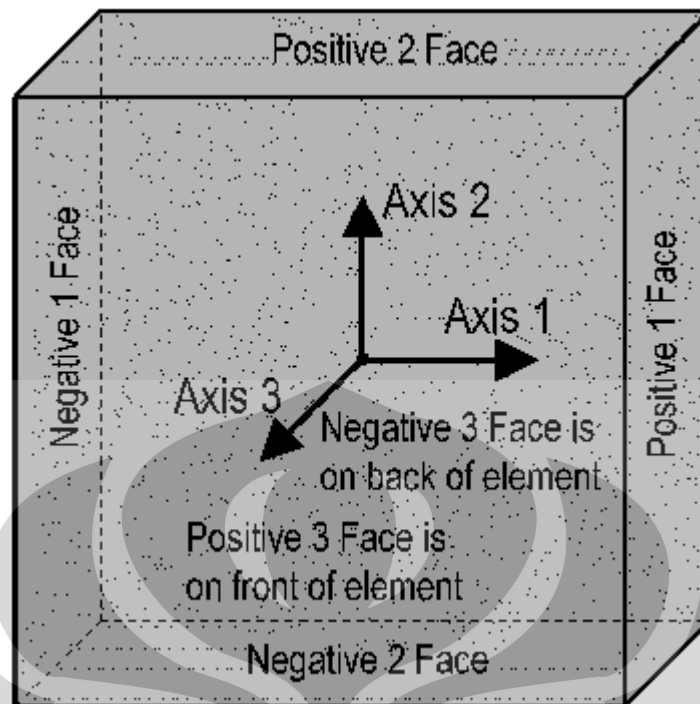 Positive 2 Face
Axis 2
Negative 1 Face
Axis 1
Positive 1 Face
Axis 3
Negative 3 Face is
on back of element
Positive 3 Face is
on front of element
Negative 2 Face